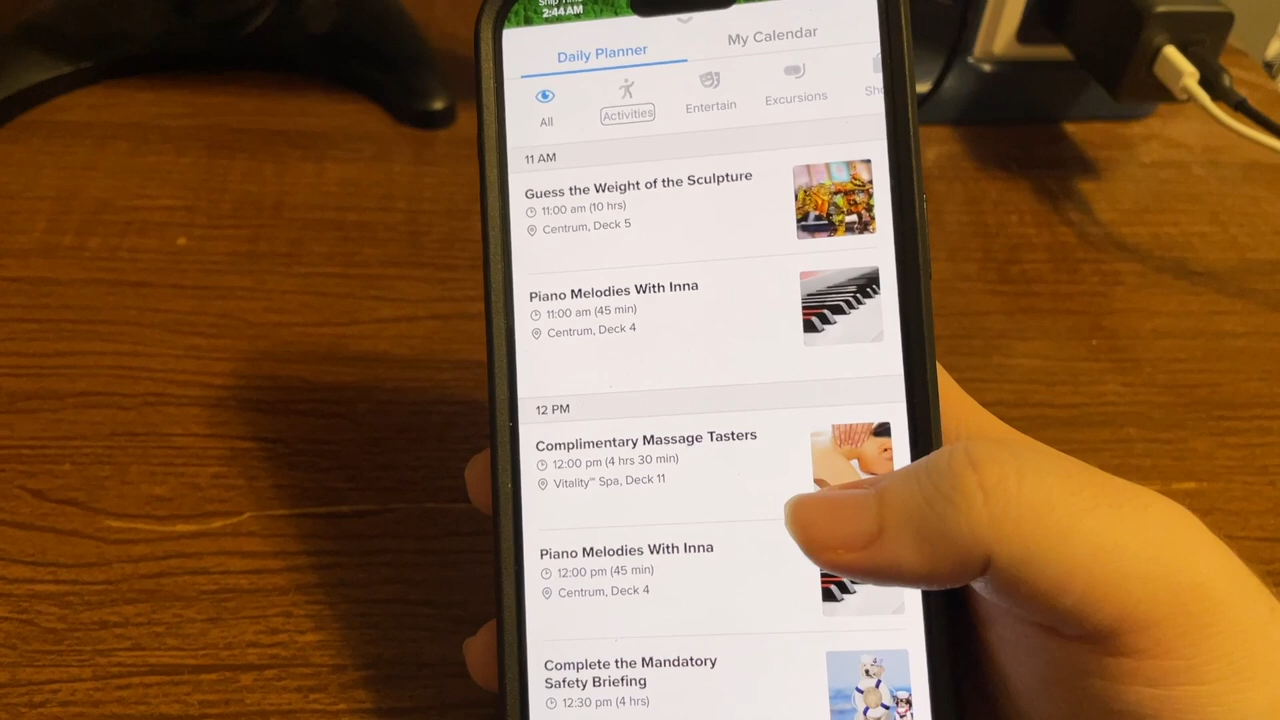 Ship Time
2:44 AM
Daily Planner
My Calendar
All
Activities
Entertain
Excursions
11 AM
Guess the Weight of the Sculpture
11:00 am (10 hrs)
Centrum, Deck 5
Piano Melodies With Inna
11:00 am (45 min)
Centrum, Deck 4
12 PM
Complimentary Massage Tasters
12:00 pm (4 hrs 30 min)
Vitality℠ Spa, Deck 11
Piano Melodies With Inna
12:00 pm (45 min)
Centrum, Deck 4
Complete the Mandatory
Safety Briefing
12:30 pm (4 hrs)